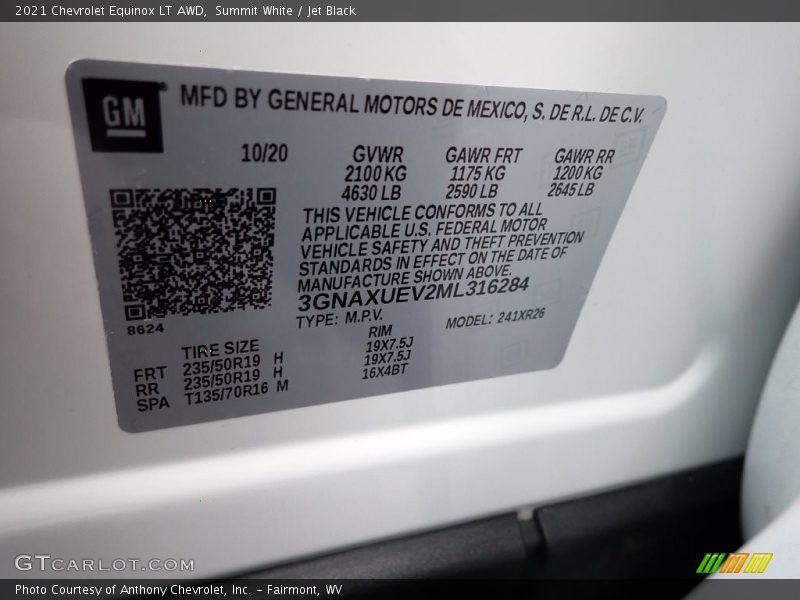 2021 Chevrolet Equinox LT AWD,  Summit White / Jet Black
GM
MFD BY GENERAL MOTORS DE MEXICO, S. DE R.L. DE C.V.
10/20
GVWR GAWR FRT GAWR RR
2100 KG 1175 KG 1200 KG
4630 LB 2590 LB 2645 LB
THIS VEHICLE CONFORMS TO ALL
APPLICABLE U.S. FEDERAL MOTOR
VEHICLE SAFETY AND THEFT PREVENTION
STANDARDS IN EFFECT ON THE DATE OF
MANUFACTURE SHOWN ABOVE.
3GNAXUEV2ML316284
TYPE: M.P.V. MODEL: 241XR26
8624
TIRE SIZE RIM
FRT 235/50R19 H 19X7.5J
RR 235/50R19 H 19X7.5J
SPA T135/70R16 M 16X4BT
GTCARLOT.COM
Photo Courtesy of Anthony Chevrolet, Inc. – Fairmont, WV